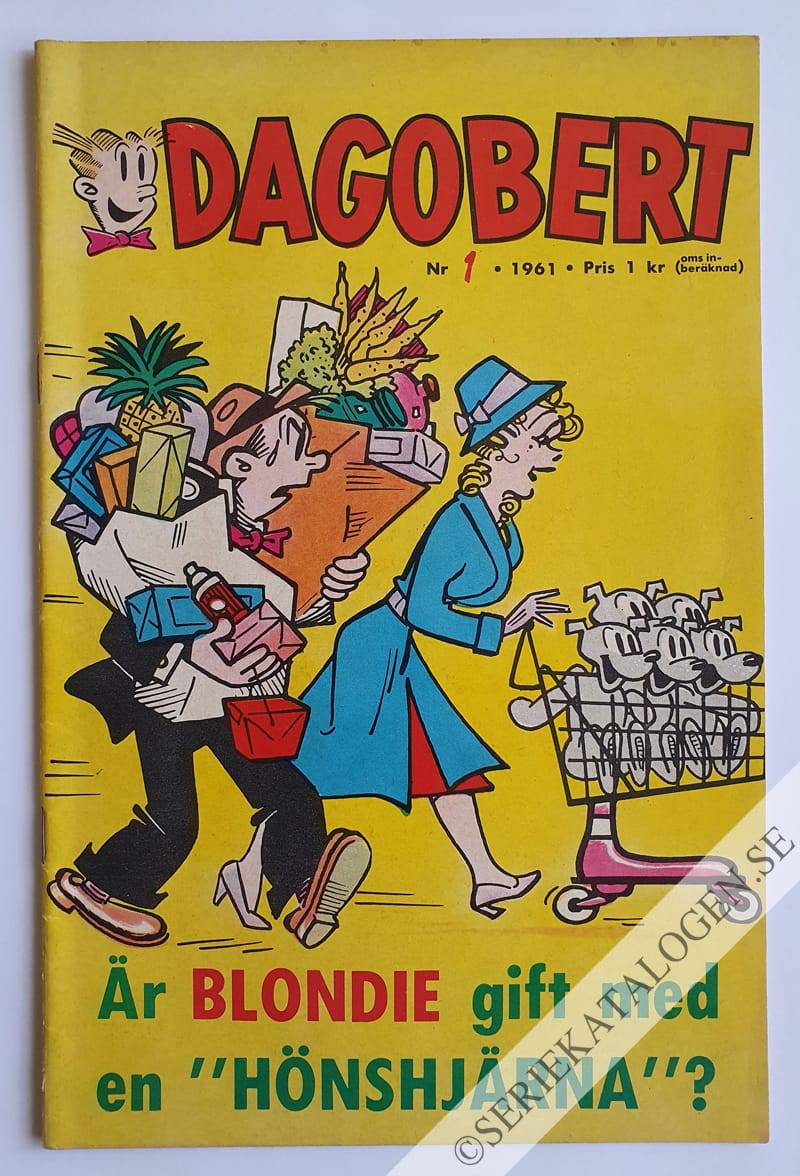 DAGOBERT
Nr 1 • 1961 • Pris 1 kr (oms in-
beräknad)
Är BLONDIE gift med
en "HÖNSHJÄRNA"?
© SERIEKATALOGEN.SE